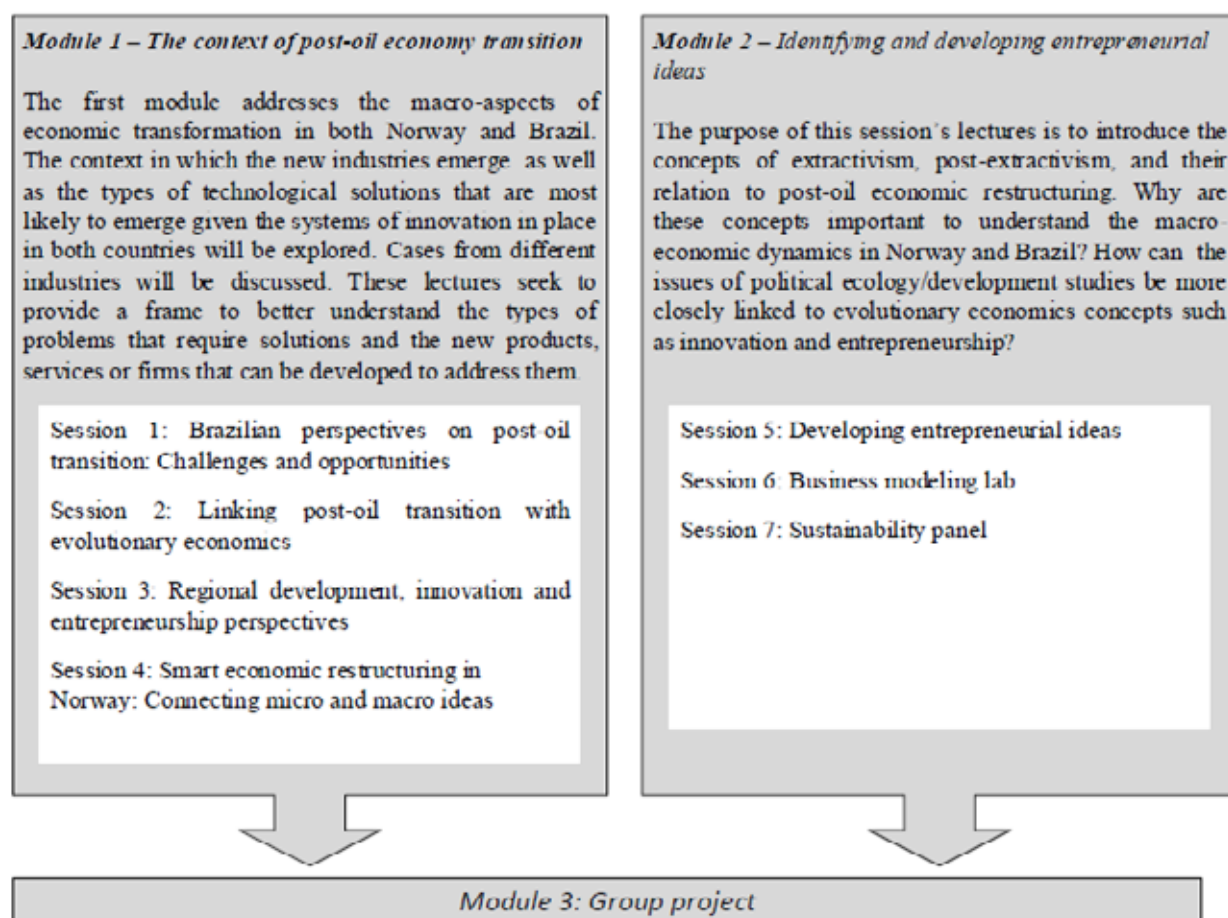 Module 1 – The context of post-oil economy transition
The first module addresses the macro-aspects of
economic transformation in both Norway and Brazil.
The context in which the new industries emerge as well
as the types of technological solutions that are most
likely to emerge given the systems of innovation in place
in both countries will be explored. Cases from different
industries will be discussed. These lectures seek to
provide a frame to better understand the types of
problems that require solutions and the new products,
services or firms that can be developed to address them.
Session 1: Brazilian perspectives on post-oil
transition: Challenges and opportunities
Session 2: Linking post-oil transition with
evolutionary economics
Session 3: Regional development, innovation and
entrepreneurship perspectives
Session 4: Smart economic restructuring in
Norway: Connecting micro and macro ideas
Module 2 – Identifying and developing entrepreneurial
ideas
The purpose of this session´s lectures is to introduce the
concepts of extractivism, post-extractivism, and their
relation to post-oil economic restructuring. Why are
these concepts important to understand the macro-
economic dynamics in Norway and Brazil? How can the
issues of political ecology/development studies be more
closely linked to evolutionary economics concepts such
as innovation and entrepreneurship?
Session 5: Developing entrepreneurial ideas
Session 6: Business modeling lab
Session 7: Sustainability panel
Module 3: Group project